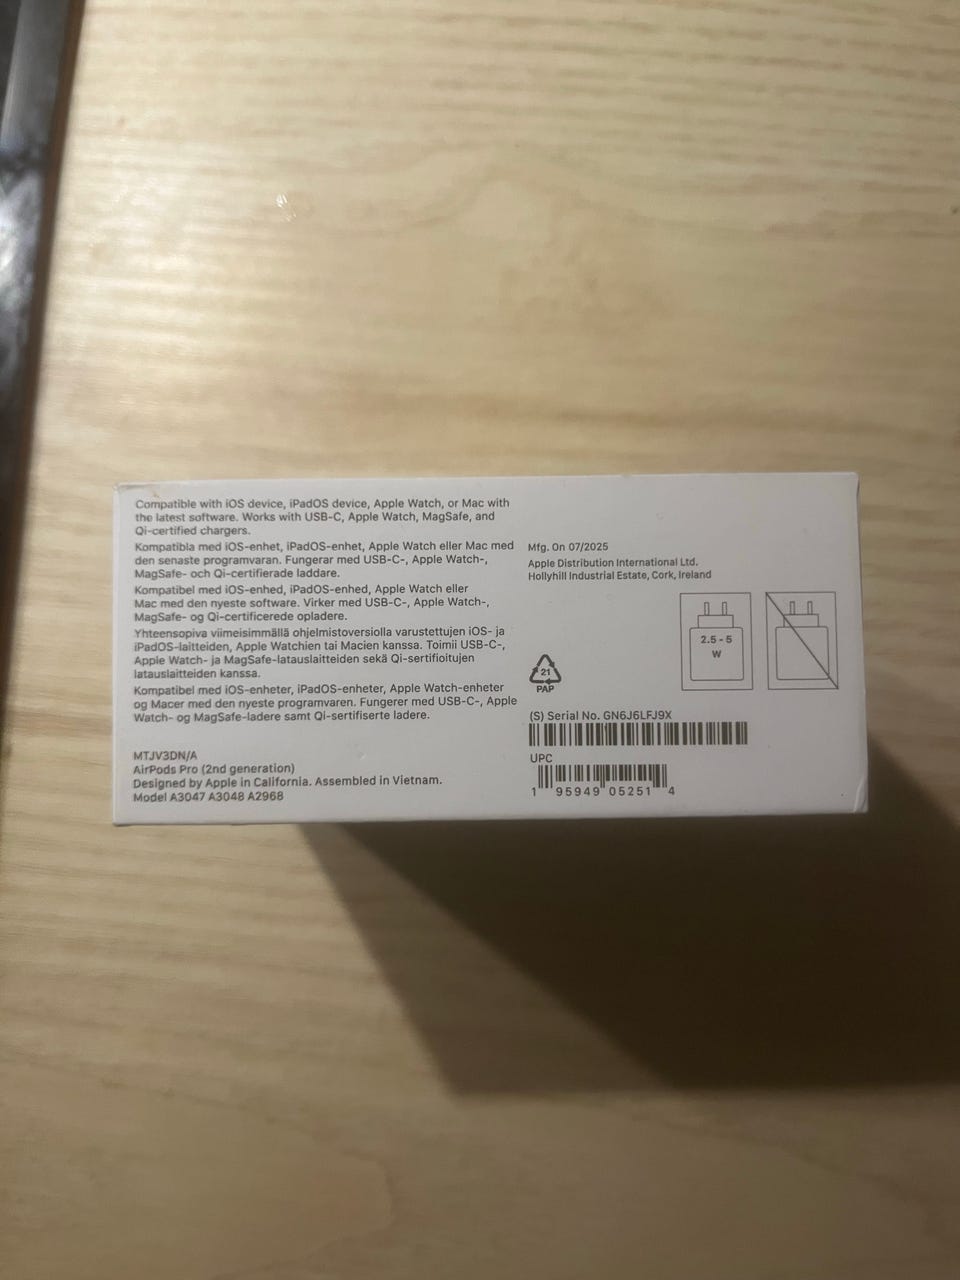 Compatible with iOS device, iPadOS device, Apple Watch, or Mac with
the latest software. Works with USB-C, Apple Watch, MagSafe, and
Qi-certified chargers.
Kompatibla med iOS-enhet, iPadOS-enhet, Apple Watch eller Mac med
den senaste programvaran. Fungerar med USB-C-, Apple Watch-,
MagSafe- och Qi-certifierade laddare.
Kompatibel med iOS-enhed, iPadOS-enhed, Apple Watch eller
Mac med den nyeste software. Virker med USB-C-, Apple Watch-,
MagSafe- og Qi-certificerede opladere.
Yhteensopiva viimeisimmällä ohjelmistoversiolla varustettujen iOS- ja
iPadOS-laitteiden, Apple Watchien tai Macien kanssa. Toimii USB-C-,
Apple Watch- ja MagSafe-latauslaitteiden sekä Qi-sertifioitujen
latauslaitteiden kanssa.
Kompatibel med iOS-enheter, iPadOS-enheter, Apple Watch-enheter
og Macer med den nyeste programvaren. Fungerer med USB-C-, Apple
Watch- og MagSafe-ladere samt Qi-sertifiserte ladere.
MTJV3DN/A
AirPods Pro (2nd generation)
Designed by Apple in California. Assembled in Vietnam.
Model A3047 A3048 A2968
Mfg. On 07/2025
Apple Distribution International Ltd.
Hollyhill Industrial Estate, Cork, Ireland
2.5 - 5
W
21
PAP
(S) Serial No. GN6J6LFJ9X
UPC
1 95949 05251 4